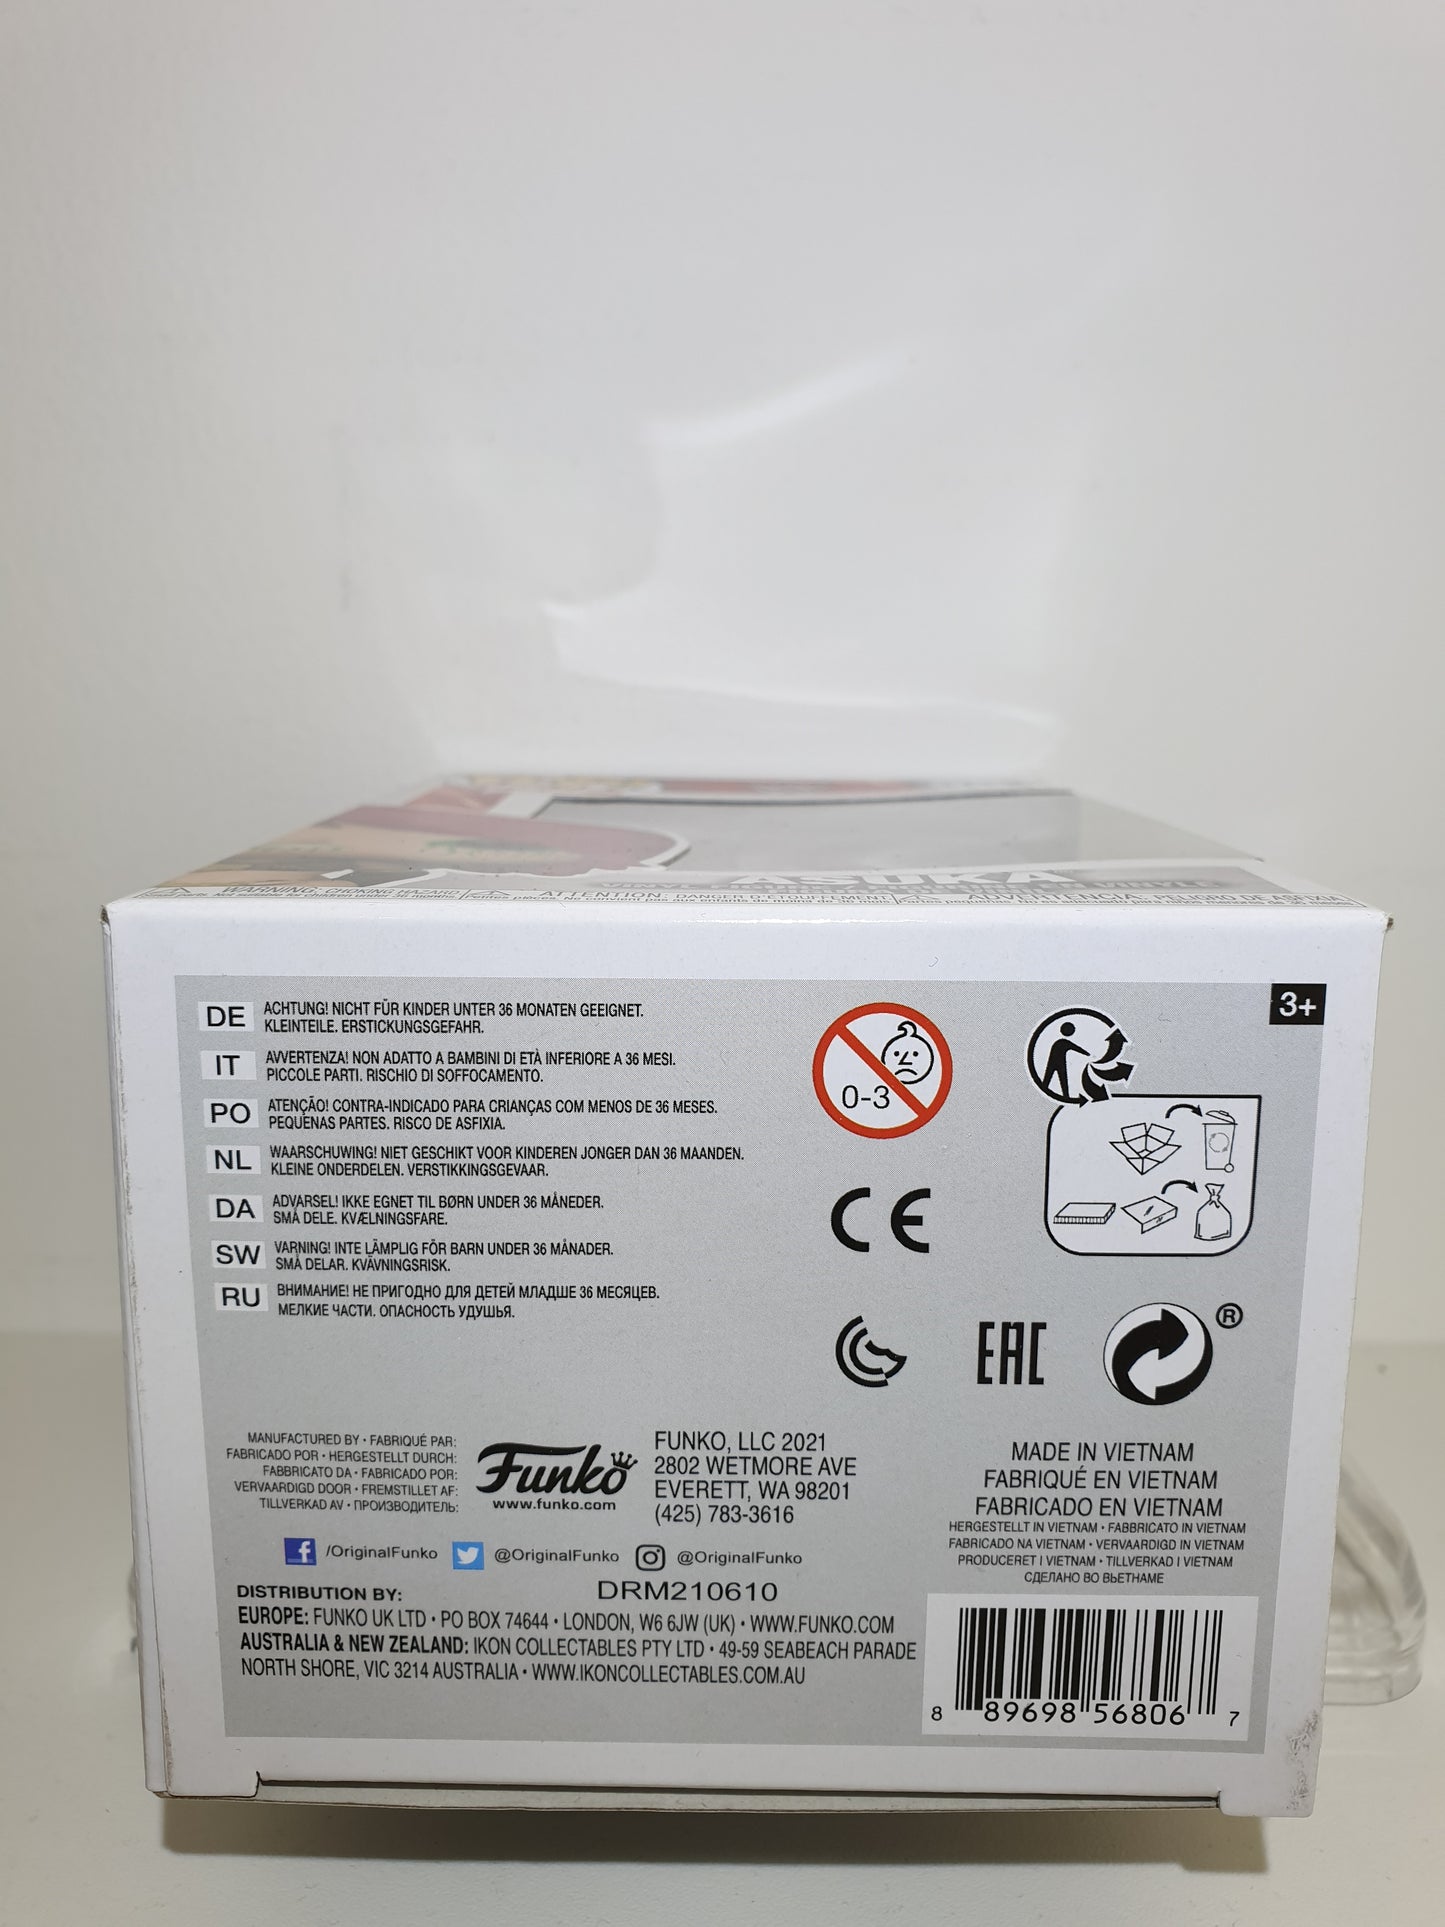 ASUKA
WARNING: CHOKING HAZARD
ATTENTION: DANGER D'ÉTOUFFEMENT
ADVERTENCIA: PELIGRO DE ASFIXIA
3+
DE ACHTUNG! NICHT FÜR KINDER UNTER 36 MONATEN GEEIGNET.
KLEINTEILE. ERSTICKUNGSGEFAHR.
IT AVVERTENZA! NON ADATTO A BAMBINI DI ETÀ INFERIORE A 36 MESI.
PICCOLE PARTI. RISCHIO DI SOFFOCAMENTO.
PO ATENÇÃO! CONTRA-INDICADO PARA CRIANÇAS COM MENOS DE 36 MESES.
PEQUENAS PARTES. RISCO DE ASFIXIA.
NL WAARSCHUWING! NIET GESCHIKT VOOR KINDEREN JONGER DAN 36 MAANDEN.
KLEINE ONDERDELEN. VERSTIKKINGSGEVAAR.
DA ADVARSEL! IKKE EGNET TIL BØRN UNDER 36 MÅNEDER.
SMÅ DELE. KVÆLNINGSFARE.
SW VARNING! INTE LÄMPLIG FÖR BARN UNDER 36 MÅNADER.
SMÅ DELAR. KVÄVNINGSRISK.
RU ВНИМАНИЕ! НЕ ПРИГОДНО ДЛЯ ДЕТЕЙ МЛАДШЕ 36 МЕСЯЦЕВ.
МЕЛКИЕ ЧАСТИ. ОПАСНОСТЬ УДУШЬЯ.
0-3
CE
EAC
®
MANUFACTURED BY • FABRIQUÉ PAR:
FABRICADO POR • HERGESTELLT DURCH:
FABBRICATO DA • FABRICADO POR:
VERVAARDIGD DOOR • FREMSTILLET AF:
TILLVERKAD AV • ПРОИЗВОДИТЕЛЬ:
Funko
www.funko.com
FUNKO, LLC 2021
2802 WETMORE AVE
EVERETT, WA 98201
(425) 783-3616
/OriginalFunko @OriginalFunko @OriginalFunko
DRM210610
DISTRIBUTION BY:
EUROPE: FUNKO UK LTD • PO BOX 74644 • LONDON, W6 6JW (UK) • WWW.FUNKO.COM
AUSTRALIA & NEW ZEALAND: IKON COLLECTABLES PTY LTD • 49-59 SEABEACH PARADE
NORTH SHORE, VIC 3214 AUSTRALIA • WWW.IKONCOLLECTABLES.COM.AU
MADE IN VIETNAM
FABRIQUÉ EN VIETNAM
FABRICADO EN VIETNAM
HERGESTELLT IN VIETNAM • FABBRICATO IN VIETNAM
FABRICADO NA VIETNAM • VERVAARDIGD IN VIETNAM
PRODUCERET I VIETNAM • TILLVERKAD I VIETNAM
СДЕЛАНО ВО ВЬЕТНАМЕ
8 89698 56806 7